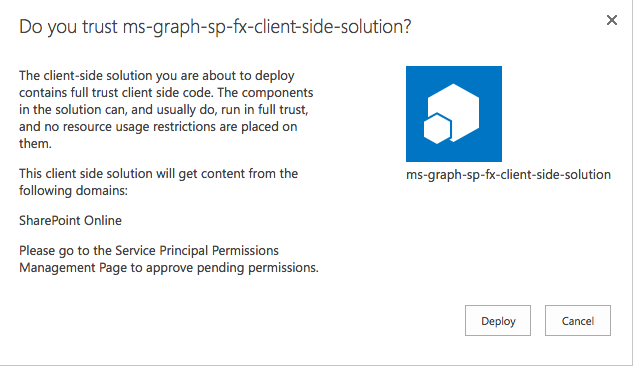 Do you trust ms-graph-sp-fx-client-side-solution?
The client-side solution you are about to deploy
contains full trust client side code. The components
in the solution can, and usually do, run in full trust,
and no resource usage restrictions are placed on
them.
ms-graph-sp-fx-client-side-solution
This client side solution will get content from the
following domains:
SharePoint Online
Please go to the Service Principal Permissions
Management Page to approve pending permissions.
Deploy
Cancel